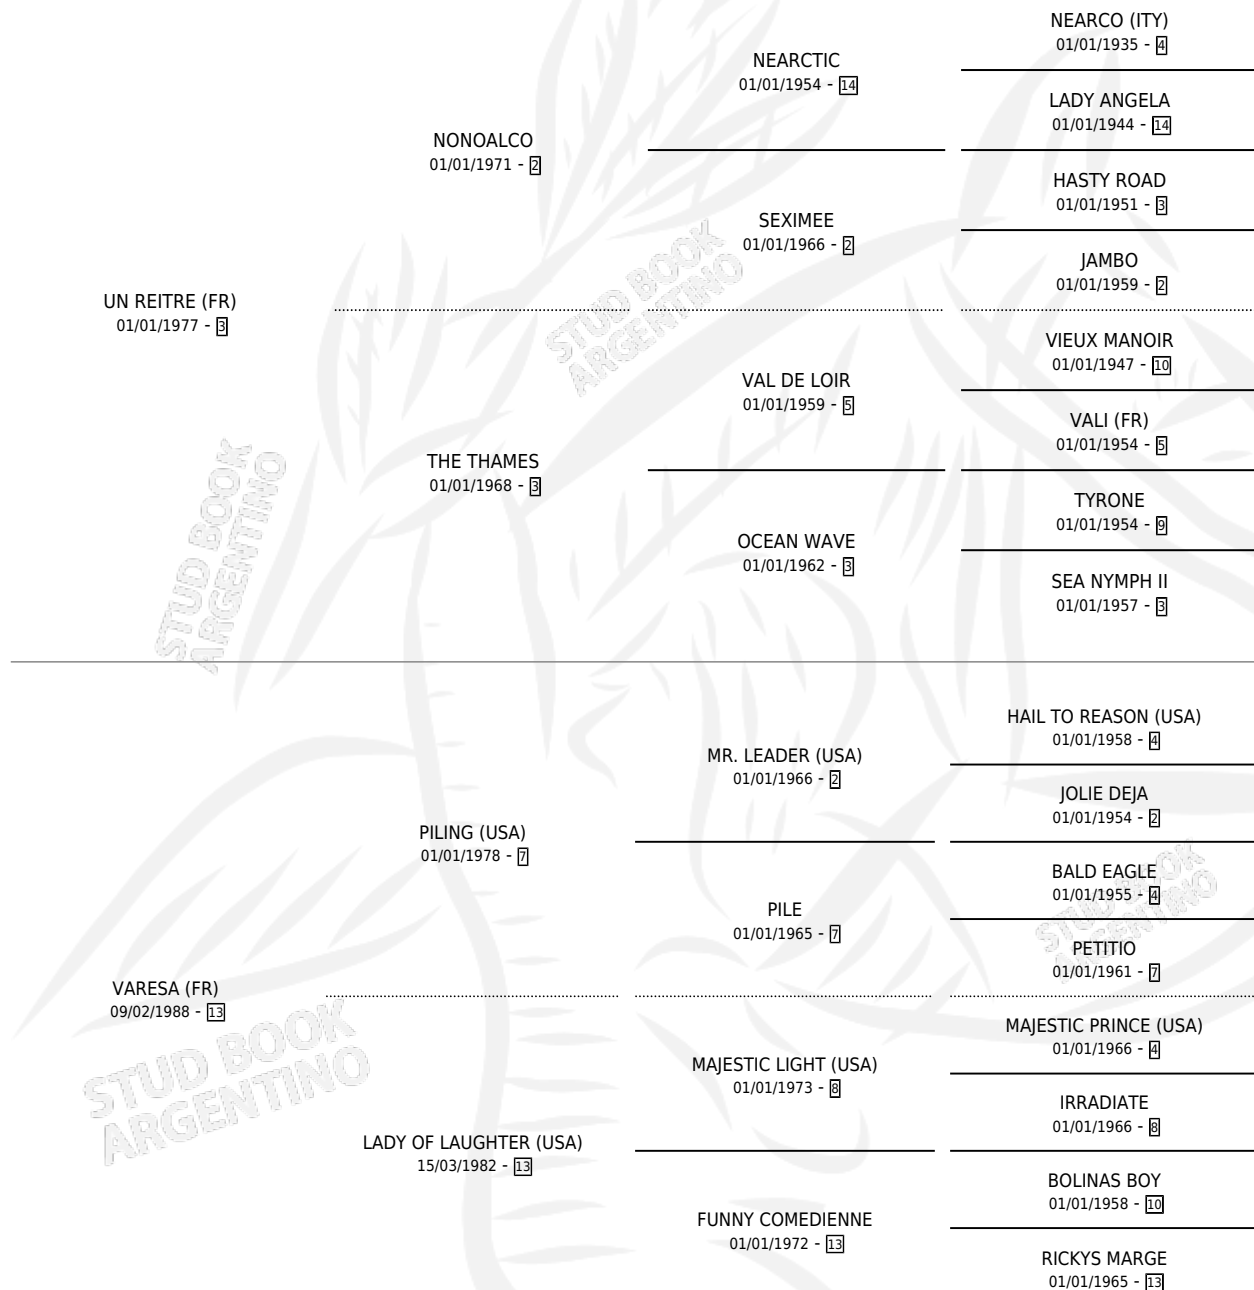 NEARCO (ITY)
01/01/1935 - 4
NEARCTIC
01/01/1954 - 14
LADY ANGELA
01/01/1944 - 14
NONOALCO
01/01/1971 - 2
HASTY ROAD
01/01/1951 - 3
SEXIMEE
01/01/1966 - 2
JAMBO
01/01/1959 - 2
UN REITRE (FR)
01/01/1977 - 3
STUD BOOK
ARGENTINO
VIEUX MANOIR
01/01/1947 - 10
VAL DE LOIR
01/01/1959 - 5
VALI (FR)
01/01/1954 - 5
THE THAMES
01/01/1968 - 3
TYRONE
01/01/1954 - 9
OCEAN WAVE
01/01/1962 - 3
SEA NYMPH II
01/01/1957 - 3
STUD BOOK
ARGENTINO
HAIL TO REASON (USA)
01/01/1958 - 4
MR. LEADER (USA)
01/01/1966 - 2
JOLIE DEJA
01/01/1954 - 2
PILING (USA)
01/01/1978 - 7
BALD EAGLE
01/01/1955 - 4
PILE
01/01/1965 - 7
PETITIO
01/01/1961 - 7
STUD BOOK
ARGENTINO
VARESA (FR)
09/02/1988 - 13
MAJESTIC PRINCE (USA)
01/01/1966 - 4
MAJESTIC LIGHT (USA)
01/01/1973 - 8
IRRADIATE
01/01/1966 - 8
STUD BOOK
ARGENTINO
LADY OF LAUGHTER (USA)
15/03/1982 - 13
BOLINAS BOY
01/01/1958 - 10
FUNNY COMEDIENNE
01/01/1972 - 13
RICKYS MARGE
01/01/1965 - 13